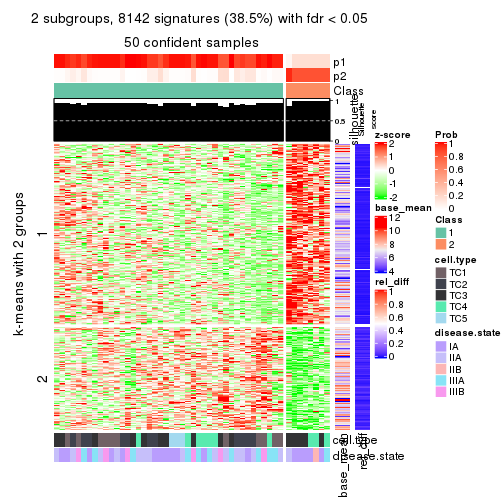 2 subgroups, 8142 signatures (38.5%) with fdr < 0.05
50 confident samples
p1
p2
Class
1
0.5
0
silhouette
Silhouette
score
k-means with 2 groups
1
2
cell.type
disease.state
base_mean
rel_diff
z-score
2
1
0
-1
-2
base_mean
12
10
8
6
4
rel_diff
1
0.8
0.6
0.4
0.2
0
Prob
1
0.8
0.6
0.4
0.2
0
Class
1
2
cell.type
TC1
TC2
TC3
TC4
TC5
disease.state
IA
IIA
IIB
IIIA
IIIB